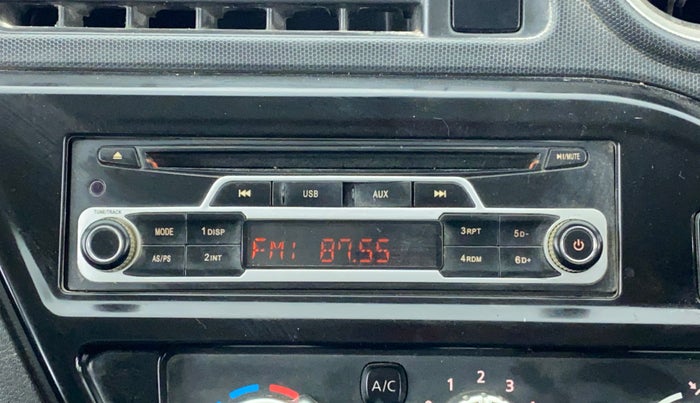 ▶II/MUTE
USB
AUX
TUNE/TRACK
MODE
1 DISP
AS/PS
2 INT
FM1 87.55
3 RPT
5 D-
4 RDM
6 D+
A/C
1 2 3